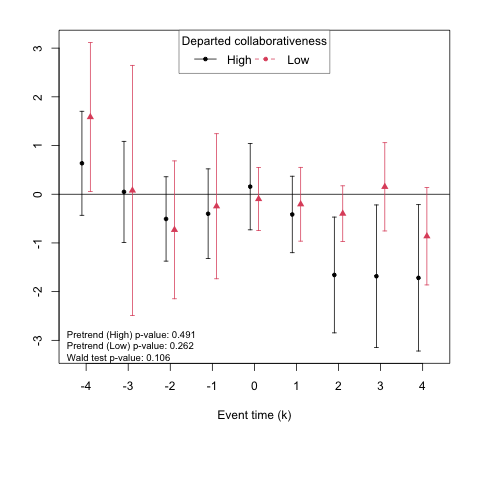 Departed collaborativeness
High Low
3
2
1
0
-1
-2
-3
Pretrend (High) p-value: 0.491
Pretrend (Low) p-value: 0.262
Wald test p-value: 0.106
-4 -3 -2 -1 0 1 2 3 4
Event time (k)